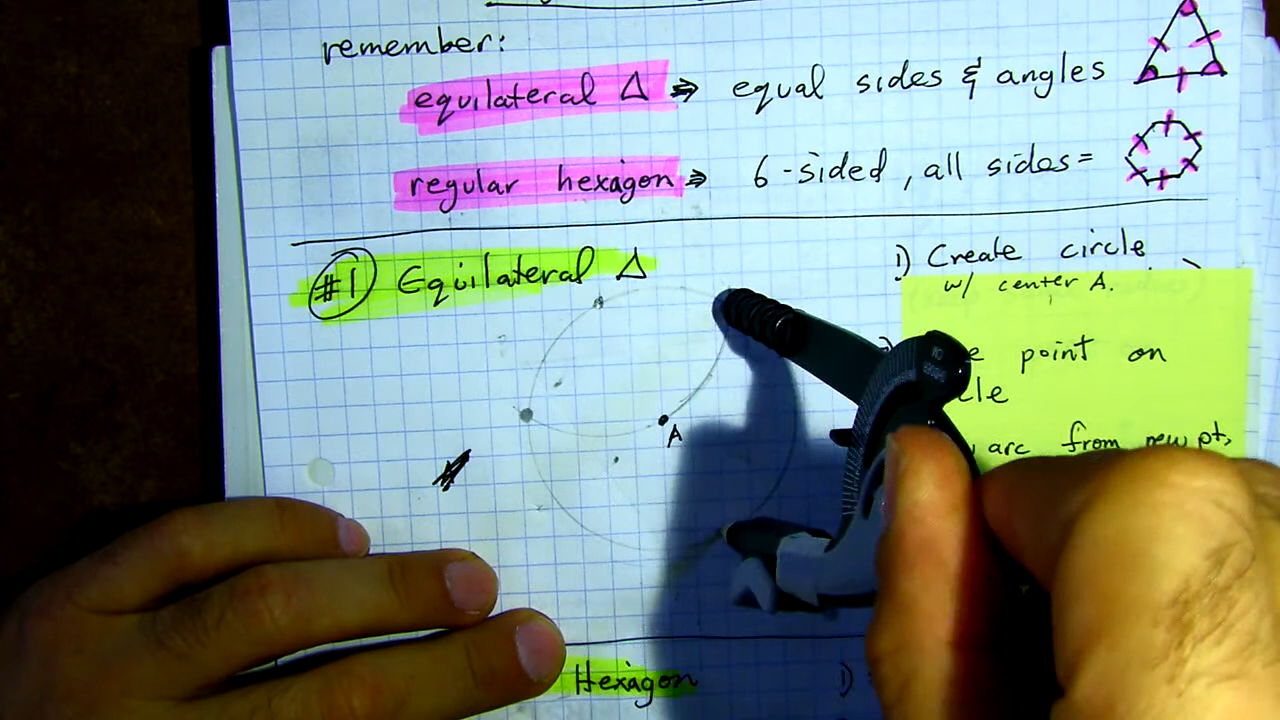 remember:
equilateral △ ⇒ equal sides & angles
regular hexagon ⇒ 6-sided, all sides =
#1 Equilateral △
1) Create circle
w/ center A.
point on
arc from new pt,
A
Hexagon
1)